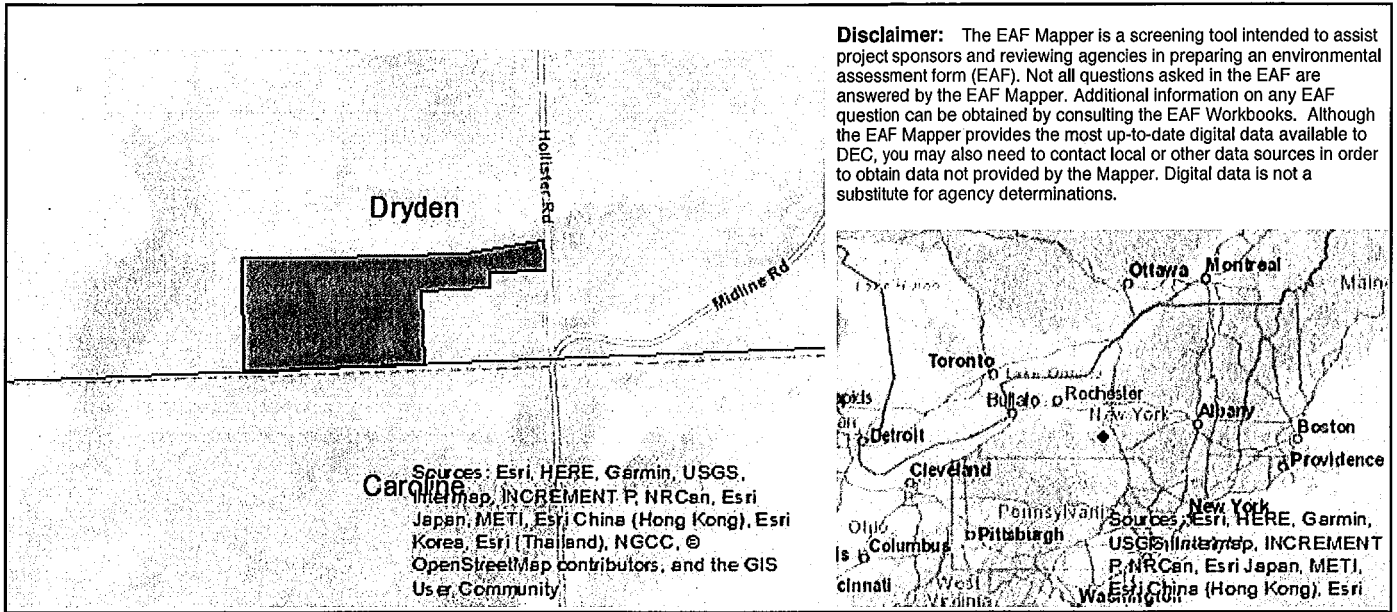 Disclaimer: The EAF Mapper is a screening tool intended to assist
project sponsors and reviewing agencies in preparing an environmental
assessment form (EAF). Not all questions asked in the EAF are
answered by the EAF Mapper. Additional information on any EAF
question can be obtained by consulting the EAF Workbooks. Although
the EAF Mapper provides the most up-to-date digital data available to
DEC, you may also need to contact local or other data sources in order
to obtain data not provided by the Mapper. Digital data is not a
substitute for agency determinations.
Hollister Rd
Dryden
Midline Rd
Caroline
Sources: Esri, HERE, Garmin, USGS,
Intermap, INCREMENT P, NRCan, Esri
Japan, METI, Esri China (Hong Kong), Esri
Korea, Esri (Thailand), NGCC, ©
OpenStreetMap contributors, and the GIS
User Community
Ottawa
Montreal
Toronto
Lake Ontario
Buffalo
Rochester
New York
Albany
Boston
Detroit
Providence
Cleveland
Pennsylvania
New York
Ohio
Pittsburgh
Columbus
cinnati
West
Virginia
Washington
Sources: Esri, HERE, Garmin,
USGS, Intermap, INCREMENT
P, NRCan, Esri Japan, METI,
Esri China (Hong Kong), Esri